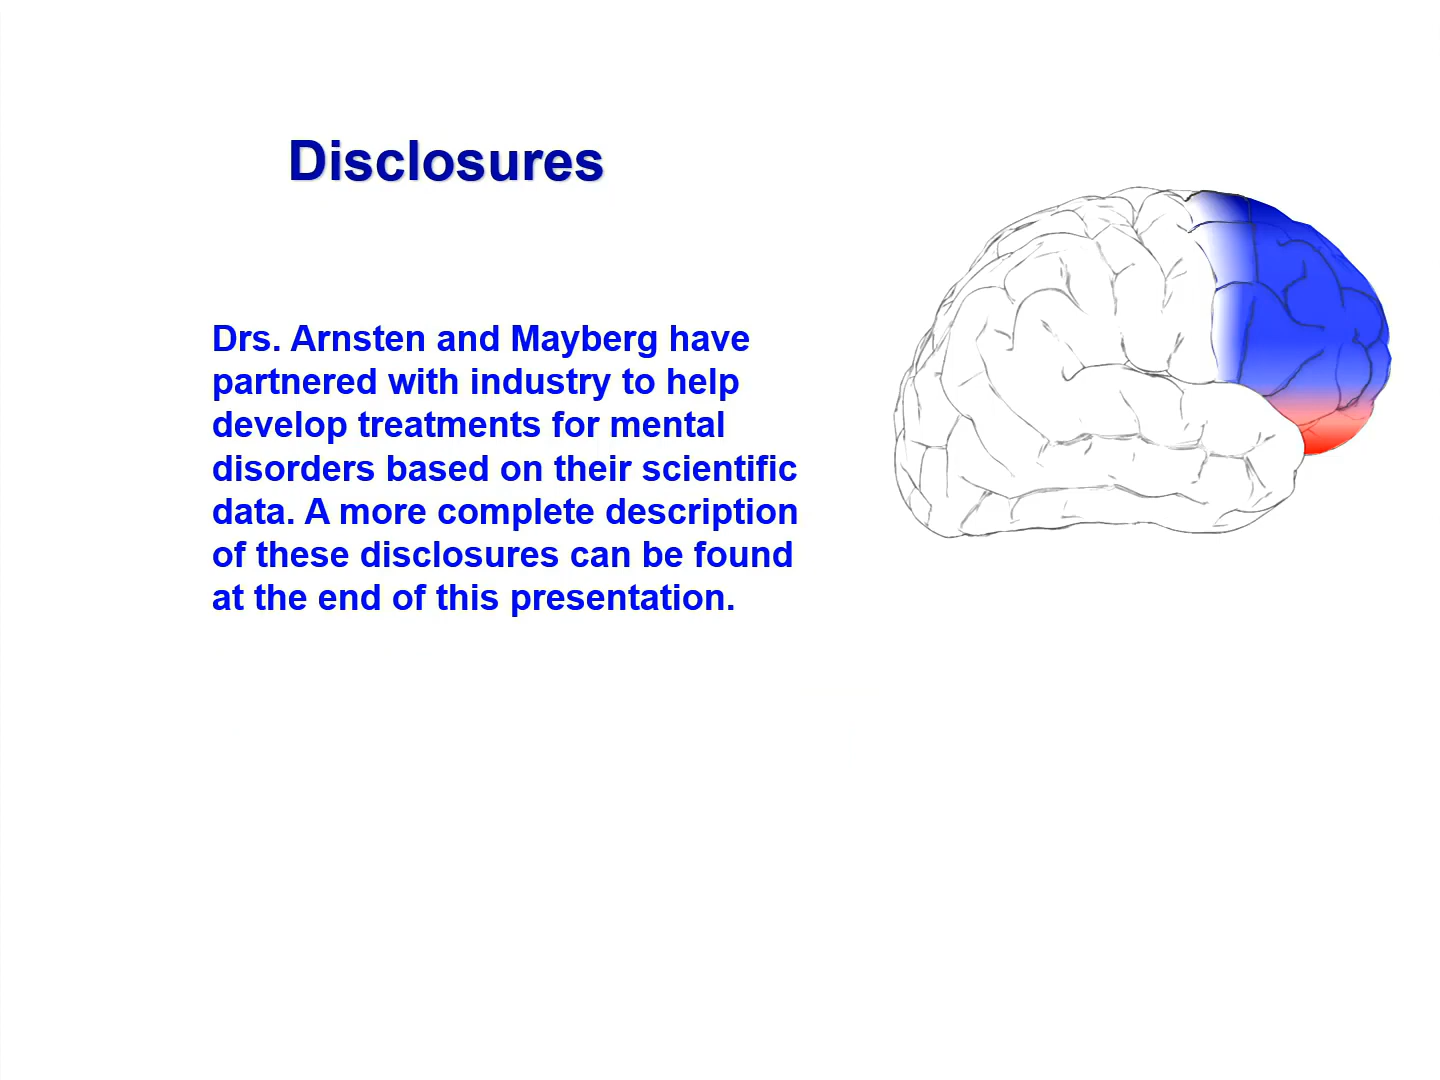 Disclosures
Drs. Arnsten and Mayberg have
partnered with industry to help
develop treatments for mental
disorders based on their scientific
data. A more complete description
of these disclosures can be found
at the end of this presentation.